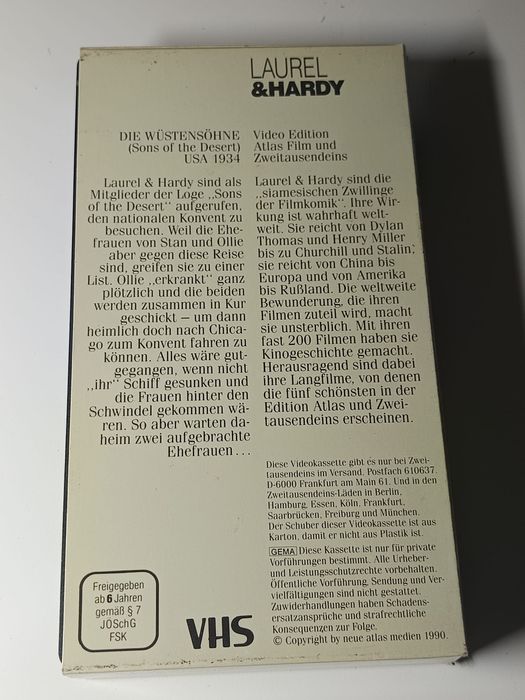 LAUREL
&HARDY
DIE WÜSTENSÖHNE
(Sons of the Desert)
USA 1934
Laurel & Hardy sind als
Mitglieder der Loge „Sons
of the Desert" aufgerufen,
den nationalen Konvent zu
besuchen. Weil die Ehe-
frauen von Stan und Ollie
aber gegen diese Reise
sind, greifen sie zu einer
List. Ollie „erkrankt" ganz
plötzlich und die beiden
werden zusammen in Kur
geschickt – um dann
heimlich doch nach Chica-
go zum Konvent fahren zu
können. Alles wäre gut-
gegangen, wenn nicht
„ihr" Schiff gesunken und
die Frauen hinter den
Schwindel gekommen wä-
ren. So aber warten da-
heim zwei aufgebrachte
Ehefrauen ...
Video Edition
Atlas Film und
Zweitausendeins
Laurel & Hardy sind die
„siamesischen Zwillinge
der Filmkomik". Ihre Wir-
kung ist wahrhaft welt-
weit. Sie reicht von Dylan
Thomas und Henry Miller
bis zu Churchill und Stalin;
sie reicht von China bis
Europa und von Amerika
bis Rußland. Die weltweite
Bewunderung, die ihren
Filmen zuteil wird, macht
sie unsterblich. Mit ihren
fast 200 Filmen haben sie
Kinogeschichte gemacht.
Herausragend sind dabei
ihre Langfilme, von denen
die fünf schönsten in der
Edition Atlas und Zwei-
tausendeins erscheinen.
Diese Videokassette gibt es nur bei Zwei-
tausendeins im Versand, Postfach 610637,
D-6000 Frankfurt am Main 61. Und in den
Zweitausendeins-Läden in Berlin,
Hamburg, Essen, Köln, Frankfurt,
Saarbrücken, Freiburg und München.
Der Schuber dieser Videokassette ist aus
Karton, damit er nicht aus Plastik ist.
GEMA Diese Kassette ist nur für private
Vorführungen bestimmt. Alle Urheber-
und Leistungsschutzrechte vorbehalten.
Öffentliche Vorführung, Sendung und Ver-
vielfältigungen sind nicht gestattet.
Zuwiderhandlungen haben Schadens-
ersatzansprüche und strafrechtliche
Konsequenzen zur Folge.
© Copyright by neue atlas medien 1990.
Freigegeben
ab 6 Jahren
gemäß § 7
JÖSchG
FSK
VHS